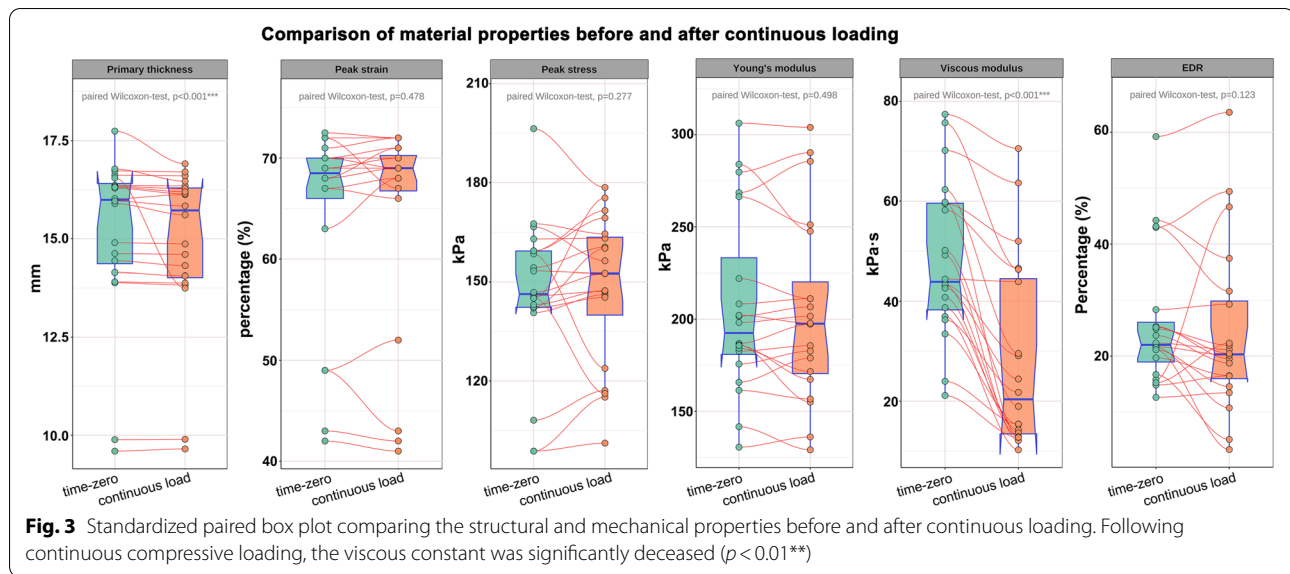 Comparison of material properties before and after continuous loading
Primary thickness
paired Wilcoxon-test, p<0.001***
mm
17.5
15.0
12.5
10.0
time-zero
continuous load
Peak strain
paired Wilcoxon-test, p=0.478
percentage (%)
70
60
50
40
time-zero
continuous load
Peak stress
paired Wilcoxon-test, p=0.277
kPa
210
180
150
120
time-zero
continuous load
Young's modulus
paired Wilcoxon-test, p=0.498
kPa
300
250
200
150
time-zero
continuous load
Viscous modulus
paired Wilcoxon-test, p<0.001***
kPa·s
80
60
40
20
time-zero
continuous load
EDR
paired Wilcoxon-test, p=0.123
Percentage (%)
60
40
20
time-zero
continuous load
Fig. 3 Standardized paired box plot comparing the structural and mechanical properties before and after continuous loading. Following
continuous compressive loading, the viscous constant was significantly deceased (p < 0.01**)